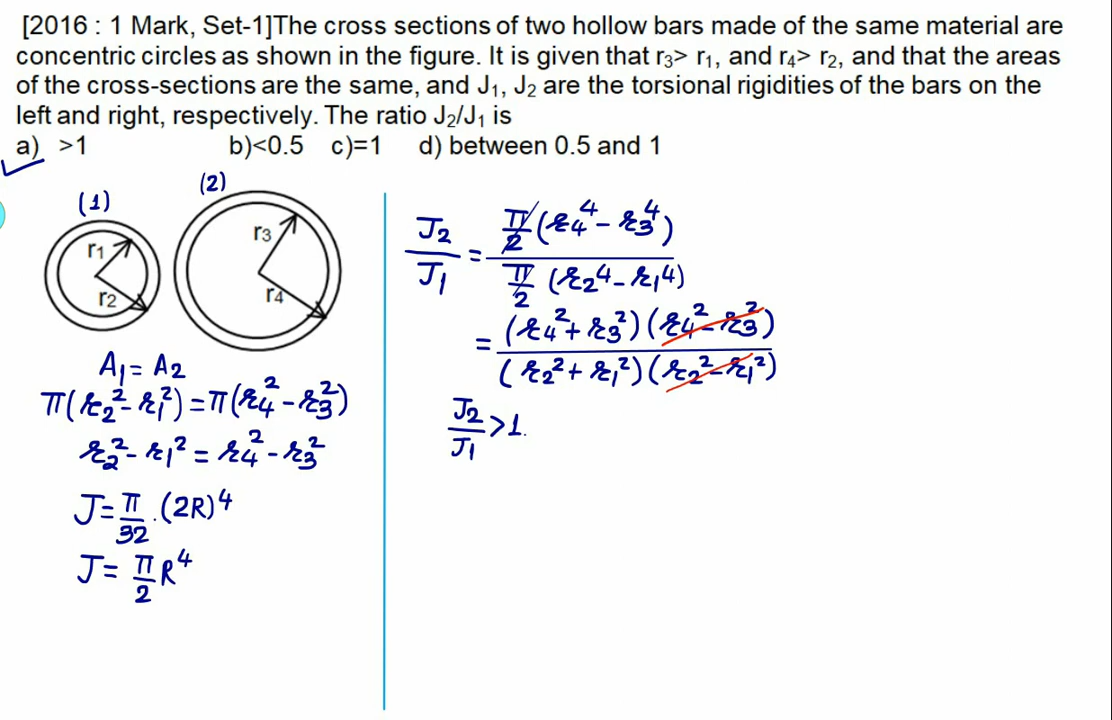 [2016 : 1 Mark, Set-1]The cross sections of two hollow bars made of the same material are
concentric circles as shown in the figure. It is given that r₃> r₁, and r₄> r₂, and that the areas
of the cross-sections are the same, and J₁, J₂ are the torsional rigidities of the bars on the
left and right, respectively. The ratio J₂/J₁ is
a) >1 b)<0.5 c)=1 d) between 0.5 and 1
(1)
(2)
r₁
r₂
r₃
r₄
A₁ = A₂
π(r₂² - r₁²) = π(r₄² - r₃²)
r₂² - r₁² = r₄² - r₃²
J = π/32 . (2R)⁴
J = π/2 R⁴
J₂/J₁ = π/2 (r₄⁴ - r₃⁴) / π/2 (r₂⁴ - r₁⁴)
= (r₄² + r₃²) (r₄² - r₃²) / (r₂² + r₁²) (r₂² - r₁²)
J₂/J₁ > 1.